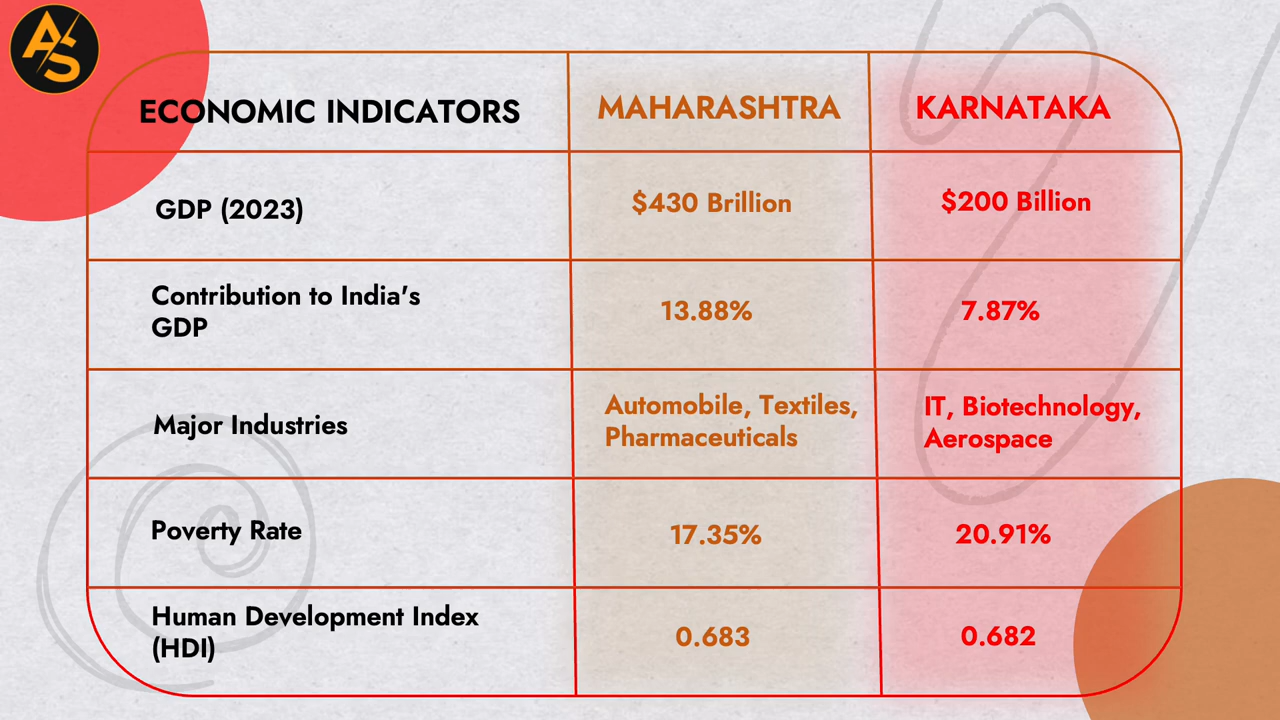 AS
ECONOMIC INDICATORS
MAHARASHTRA
KARNATAKA
GDP (2023)
$430 Brillion
$200 Billion
Contribution to India's
GDP
13.88%
7.87%
Major Industries
Automobile, Textiles,
Pharmaceuticals
IT, Biotechnology,
Aerospace
Poverty Rate
17.35%
20.91%
Human Development Index
(HDI)
0.683
0.682